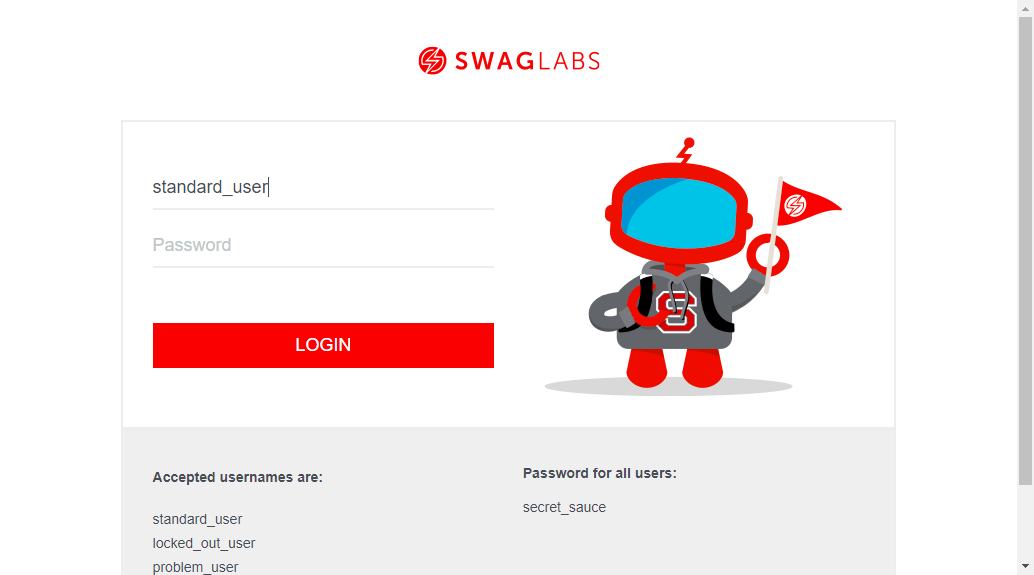 SWAGLABS
standard_user
Password
LOGIN
S
Accepted usernames are:
standard_user
locked_out_user
problem_user
Password for all users:
secret_sauce